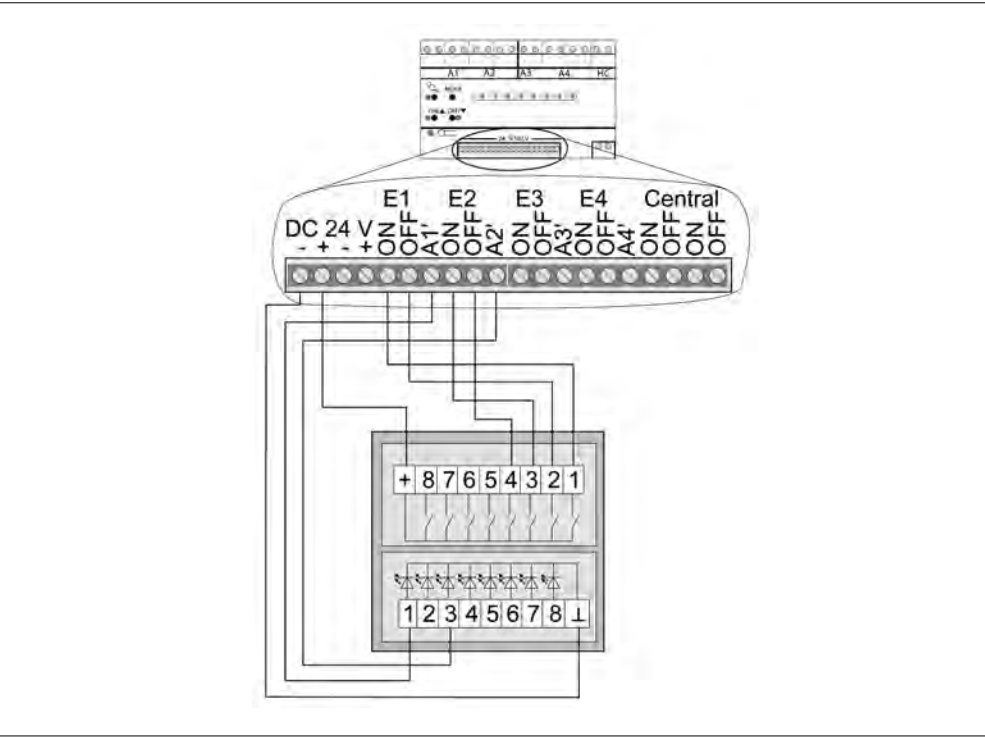 A1 A2 A3 A4 HC
E1 E2 E3 E4 Central
DC 24 V
- + - + ON OFF A1' ON OFF A2' ON OFF A3' ON OFF A4' ON OFF ON OFF
+ 8 7 6 5 4 3 2 1
1 2 3 4 5 6 7 8 ⊥